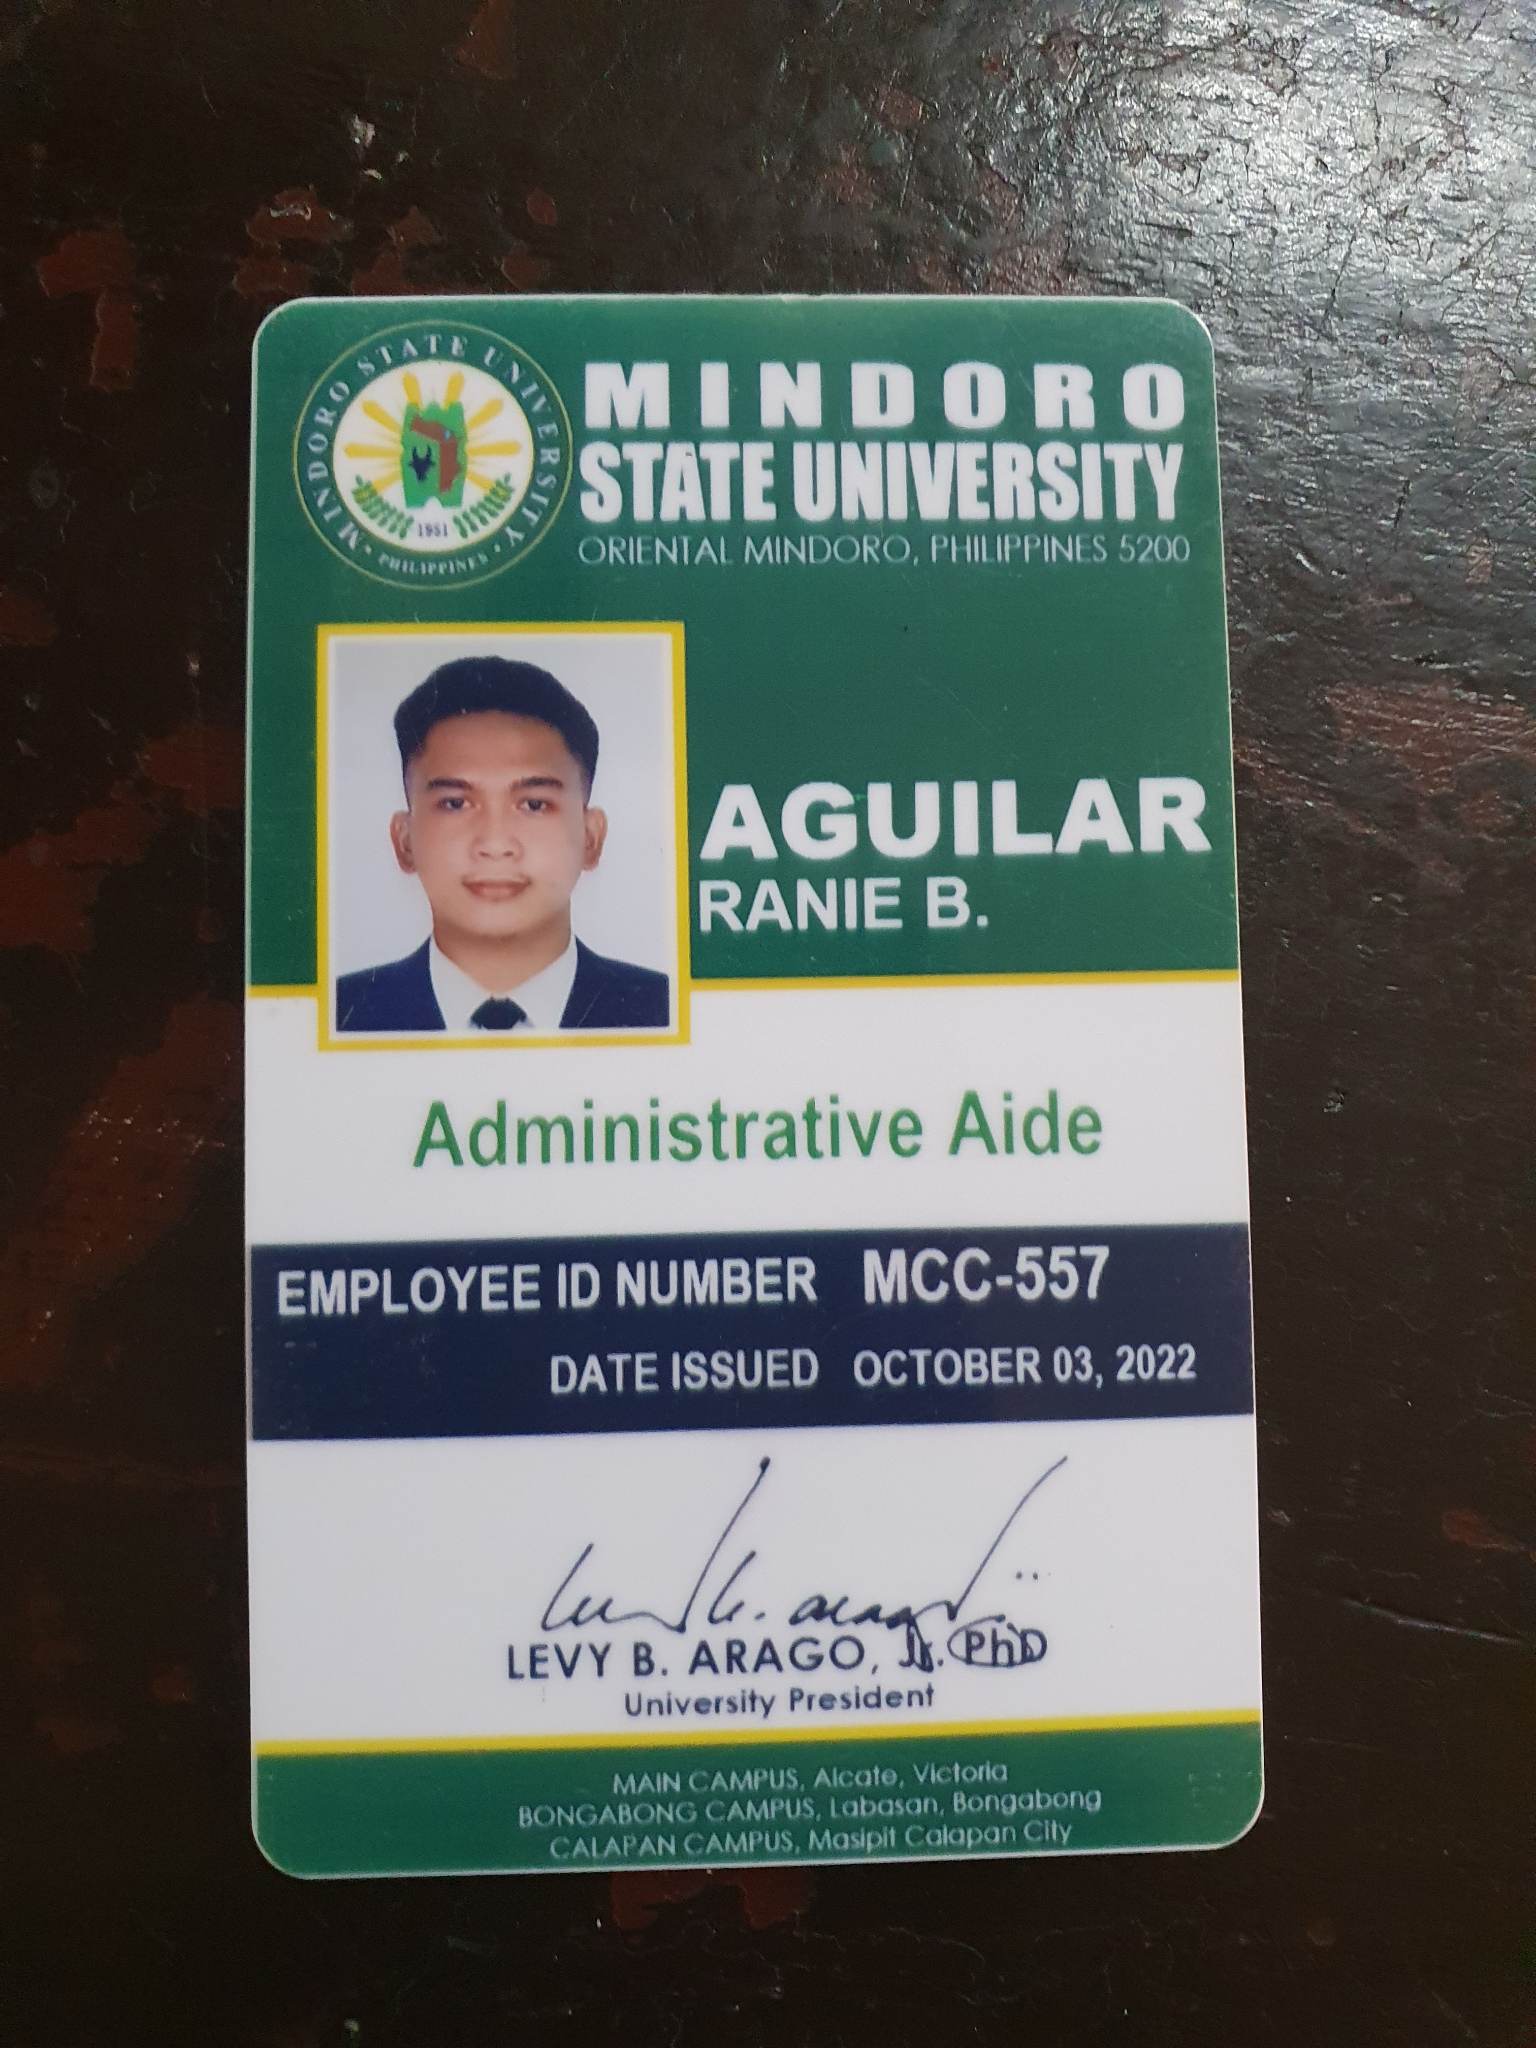 MINDORO STATE UNIVERSITY
1951
• PHILIPPINES •
MINDORO
STATE UNIVERSITY
ORIENTAL MINDORO, PHILIPPINES 5200
AGUILAR
RANIE B.
Administrative Aide
EMPLOYEE ID NUMBER MCC-557
DATE ISSUED OCTOBER 03, 2022
LEVY B. ARAGO, Jr. PhD
University President
MAIN CAMPUS, Alcate, Victoria
BONGABONG CAMPUS, Labasan, Bongabong
CALAPAN CAMPUS, Masipit Calapan City